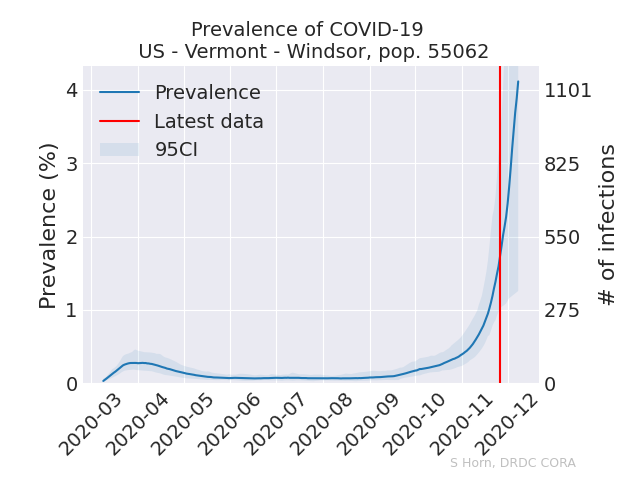 Prevalence of COVID-19
US - Vermont - Windsor, pop. 55062
Prevalence
Latest data
95CI
Prevalence (%)
4
3
2
1
0
1101
825
550
275
0
# of infections
2020-03
2020-04
2020-05
2020-06
2020-07
2020-08
2020-09
2020-10
2020-11
2020-12
S Horn, DRDC CORA